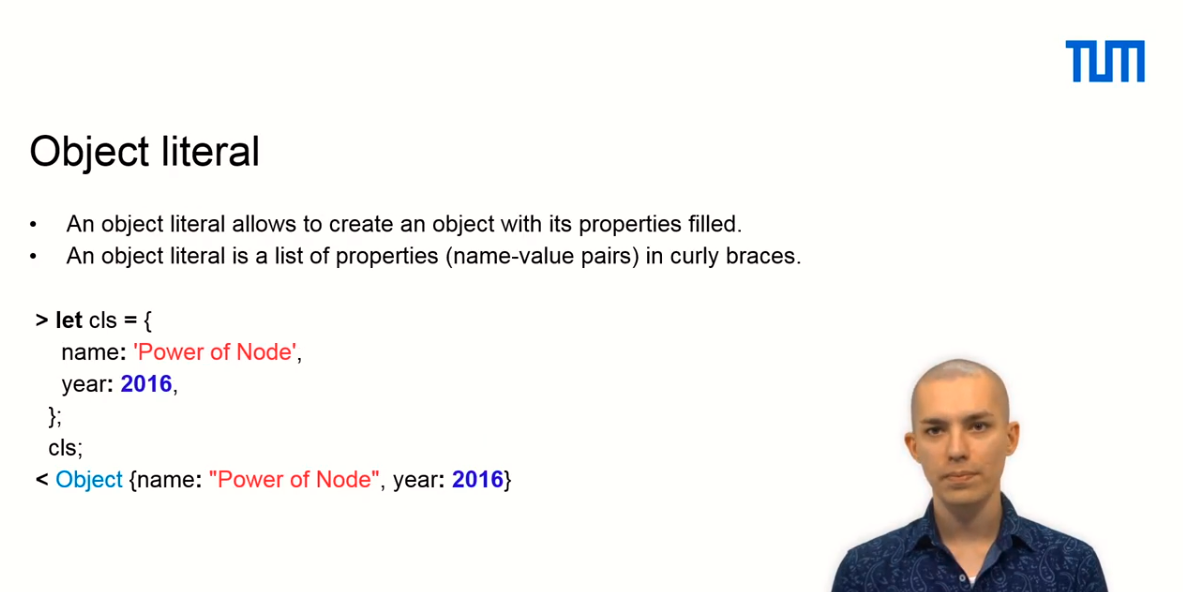 TUM
Object literal
• An object literal allows to create an object with its properties filled.
• An object literal is a list of properties (name-value pairs) in curly braces.
> let cls = {
name: 'Power of Node',
year: 2016,
};
cls;
< Object {name: "Power of Node", year: 2016}